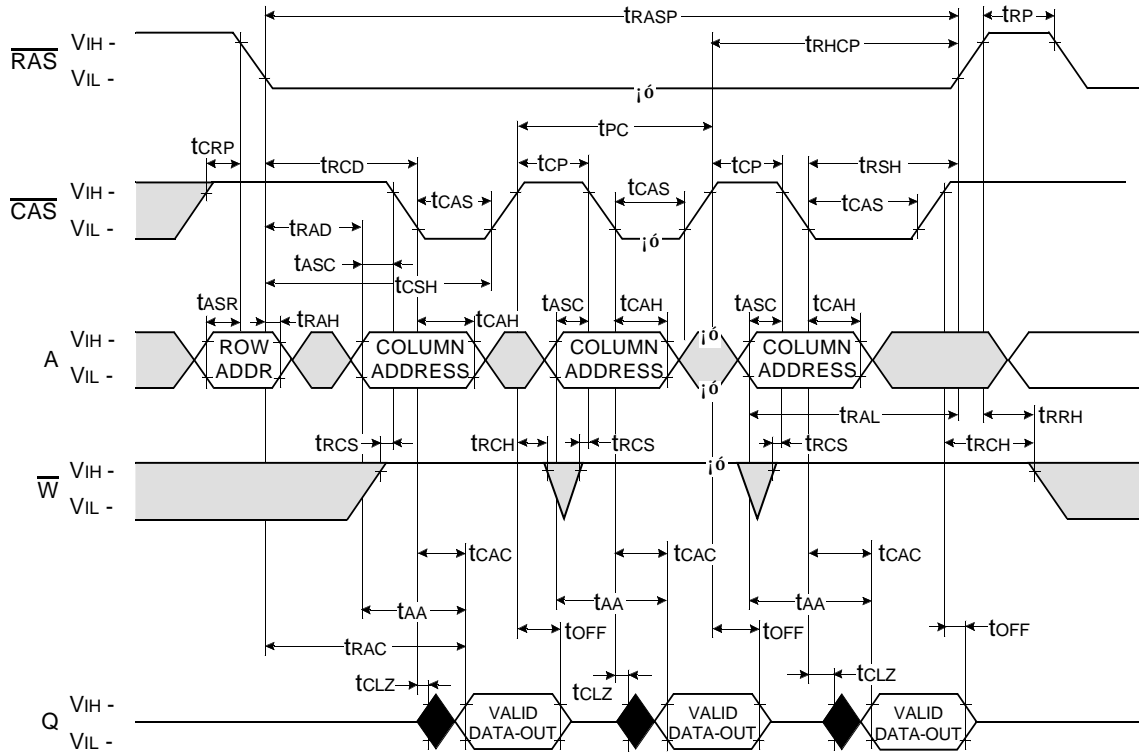 tRASP
tRP
tRHCP
RAS
VIH -
VIL -
¡ó
tPC
tCRP
tRCD
tCP
tCP
tRSH
CAS
VIH -
VIL -
tCAS
tCAS
tCAS
¡ó
tRAD
tASC
tCSH
tASR
tRAH
tCAH
tASC
tCAH
tASC
tCAH
A
VIH -
VIL -
ROW
ADDR
COLUMN
ADDRESS
COLUMN
ADDRESS
¡ó
¡ó
COLUMN
ADDRESS
tRAL
tRRH
tRCS
tRCH
tRCS
tRCS
tRCH
W
VIH -
VIL -
¡ó
tCAC
tCAC
tCAC
tAA
tAA
tAA
tOFF
tOFF
tOFF
tRAC
tCLZ
tCLZ
tCLZ
Q
VIH -
VIL -
VALID
DATA-OUT
VALID
DATA-OUT
VALID
DATA-OUT